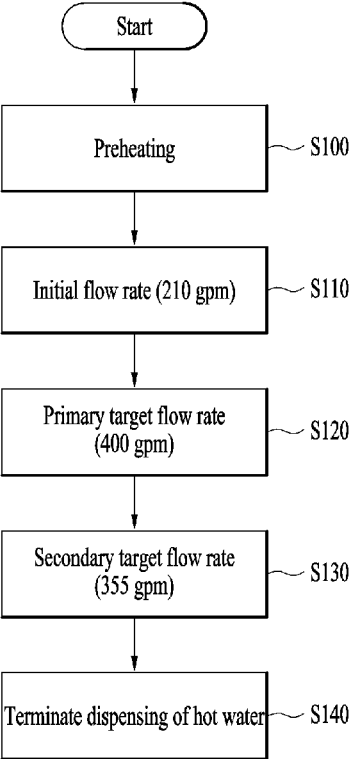 Start
Preheating
S100
Initial flow rate (210 gpm)
S110
Primary target flow rate
(400 gpm)
S120
Secondary target flow rate
(355 gpm)
S130
Terminate dispensing of hot water
S140